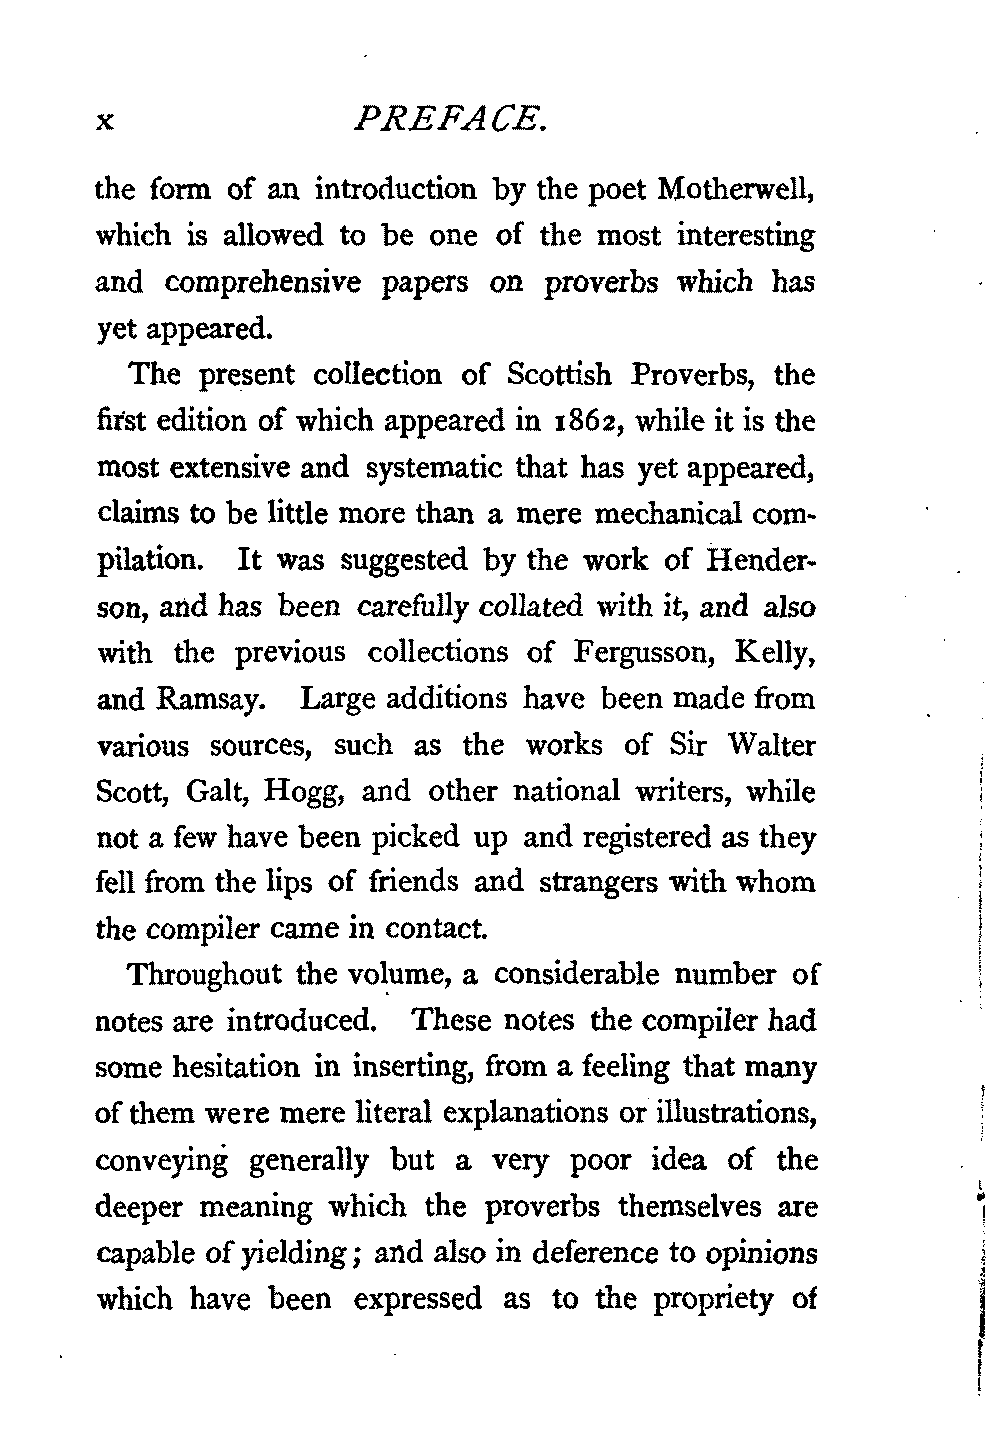 x PREFACE.
the form of an introduction by the poet Motherwell,
which is allowed to be one of the most interesting
and comprehensive papers on proverbs which has
yet appeared.
The present collection of Scottish Proverbs, the
first edition of which appeared in 1862, while it is the
most extensive and systematic that has yet appeared,
claims to be little more than a mere mechanical com-
pilation. It was suggested by the work of Hender-
son, and has been carefully collated with it, and also
with the previous collections of Fergusson, Kelly,
and Ramsay. Large additions have been made from
various sources, such as the works of Sir Walter
Scott, Galt, Hogg, and other national writers, while
not a few have been picked up and registered as they
fell from the lips of friends and strangers with whom
the compiler came in contact.
Throughout the volume, a considerable number of
notes are introduced. These notes the compiler had
some hesitation in inserting, from a feeling that many
of them were mere literal explanations or illustrations,
conveying generally but a very poor idea of the
deeper meaning which the proverbs themselves are
capable of yielding; and also in deference to opinions
which have been expressed as to the propriety of